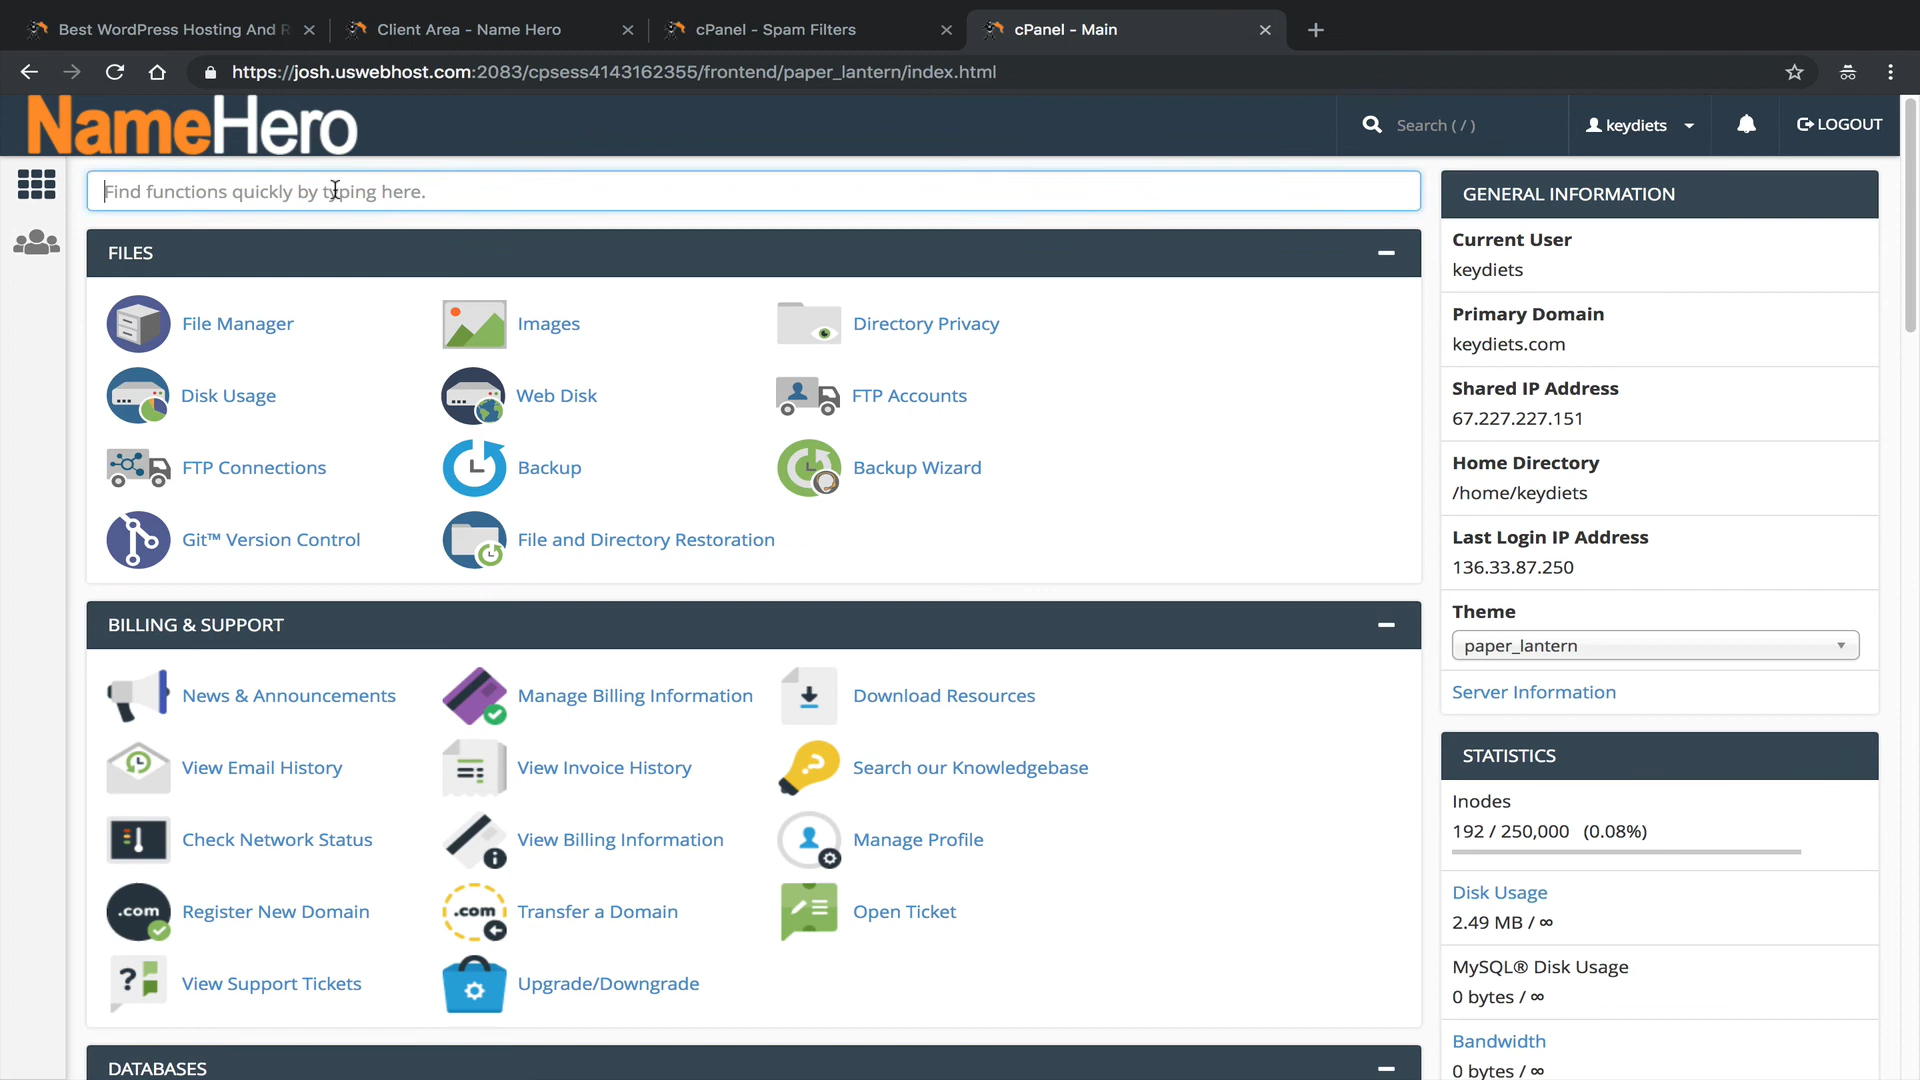 Best WordPress Hosting And R
Client Area - Name Hero
cPanel - Spam Filters
cPanel - Main
https://josh.uswebhost.com:2083/cpsess4143162355/frontend/paper_lantern/index.html
NameHero
Search ( / )
keydiets
LOGOUT
Find functions quickly by typing here.
FILES
File Manager
Images
Directory Privacy
Disk Usage
Web Disk
FTP Accounts
FTP Connections
Backup
Backup Wizard
Git™ Version Control
File and Directory Restoration
BILLING & SUPPORT
News & Announcements
Manage Billing Information
Download Resources
View Email History
View Invoice History
Search our Knowledgebase
Check Network Status
View Billing Information
Manage Profile
.com
Register New Domain
.com
Transfer a Domain
Open Ticket
View Support Tickets
Upgrade/Downgrade
DATABASES
GENERAL INFORMATION
Current User
keydiets
Primary Domain
keydiets.com
Shared IP Address
67.227.227.151
Home Directory
/home/keydiets
Last Login IP Address
136.33.87.250
Theme
paper_lantern
Server Information
STATISTICS
Inodes
192 / 250,000 (0.08%)
Disk Usage
2.49 MB / ∞
MySQL® Disk Usage
0 bytes / ∞
Bandwidth
0 bytes / ∞